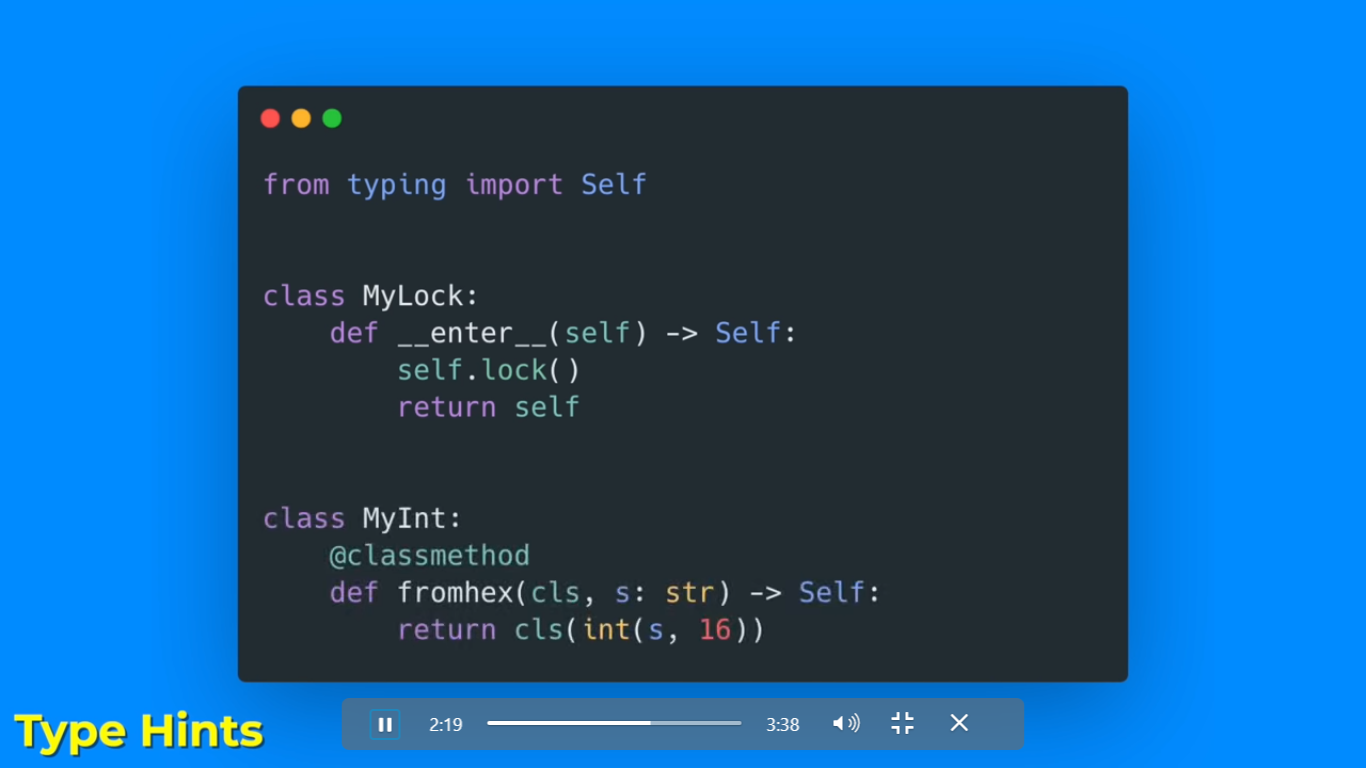 from typing import Self
class MyLock:
    def __enter__(self) -> Self:
        self.lock()
        return self
class MyInt:
    @classmethod
    def fromhex(cls, s: str) -> Self:
        return cls(int(s, 16))
Type Hints
2:19
3:38